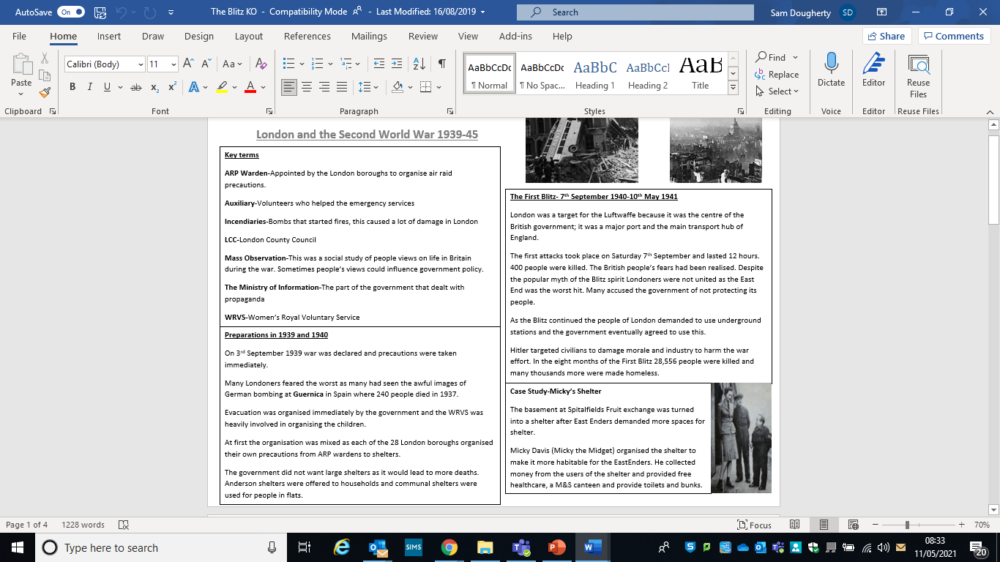 AutoSave On The Blitz KO - Compatibility Mode - Last Modified: 16/08/2019 Search Sam Dougherty SD
File Home Insert Draw Design Layout References Mailings Review View Add-ins Help Share Comments
Calibri (Body) 11 Aa AaBbCcDc AaBbCcDc AaBbC AaBbCcI AaB Find
Paste B I U ab x₂ x² A A ¶ Normal ¶ No Spac... Heading 1 Heading 2 Title Replace Dictate Editor Reuse
Select Files
Clipboard Font Paragraph Styles Editing Voice Editor Reuse Files
London and the Second World War 1939-45
Key terms
ARP Warden-Appointed by the London boroughs to organise air raid
precautions.
Auxiliary-Volunteers who helped the emergency services
Incendiaries-Bombs that started fires, this caused a lot of damage in London
LCC-London County Council
Mass Observation-This was a social study of people views on life in Britain
during the war. Sometimes people's views could influence government policy.
The Ministry of Information-The part of the government that dealt with
propaganda
WRVS-Women's Royal Voluntary Service
Preparations in 1939 and 1940
On 3rd September 1939 war was declared and precautions were taken
immediately.
Many Londoners feared the worst as many had seen the awful images of
German bombing at Guernica in Spain where 240 people died in 1937.
Evacuation was organised immediately by the government and the WRVS was
heavily involved in organising the children.
At first the organisation was mixed as each of the 28 London boroughs organised
their own precautions from ARP wardens to shelters.
The government did not want large shelters as it would lead to more deaths.
Anderson shelters were offered to households and communal shelters were
used for people in flats.
The First Blitz- 7th September 1940-10th May 1941
London was a target for the Luftwaffe because it was the centre of the
British government; it was a major port and the main transport hub of
England.
The first attacks took place on Saturday 7th September and lasted 12 hours.
400 people were killed. The British people's fears had been realised. Despite
the popular myth of the Blitz spirit Londoners were not united as the East
End was the worst hit. Many accused the government of not protecting its
people.
As the Blitz continued the people of London demanded to use underground
stations and the government eventually agreed to use this.
Hitler targeted civilians to damage morale and industry to harm the war
effort. In the eight months of the First Blitz 28,556 people were killed and
many thousands more were made homeless.
Case Study-Micky's Shelter
The basement at Spitalfields Fruit exchange was turned
into a shelter after East Enders demanded more spaces for
shelter.
Micky Davis (Micky the Midget) organised the shelter to
make it more habitable for the EastEnders. He collected
money from the users of the shelter and provided free
healthcare, a M&S canteen and provide toilets and bunks.
Page 1 of 4 1228 words Focus 70%
Type here to search SIMS 08:33
11/05/2021 20